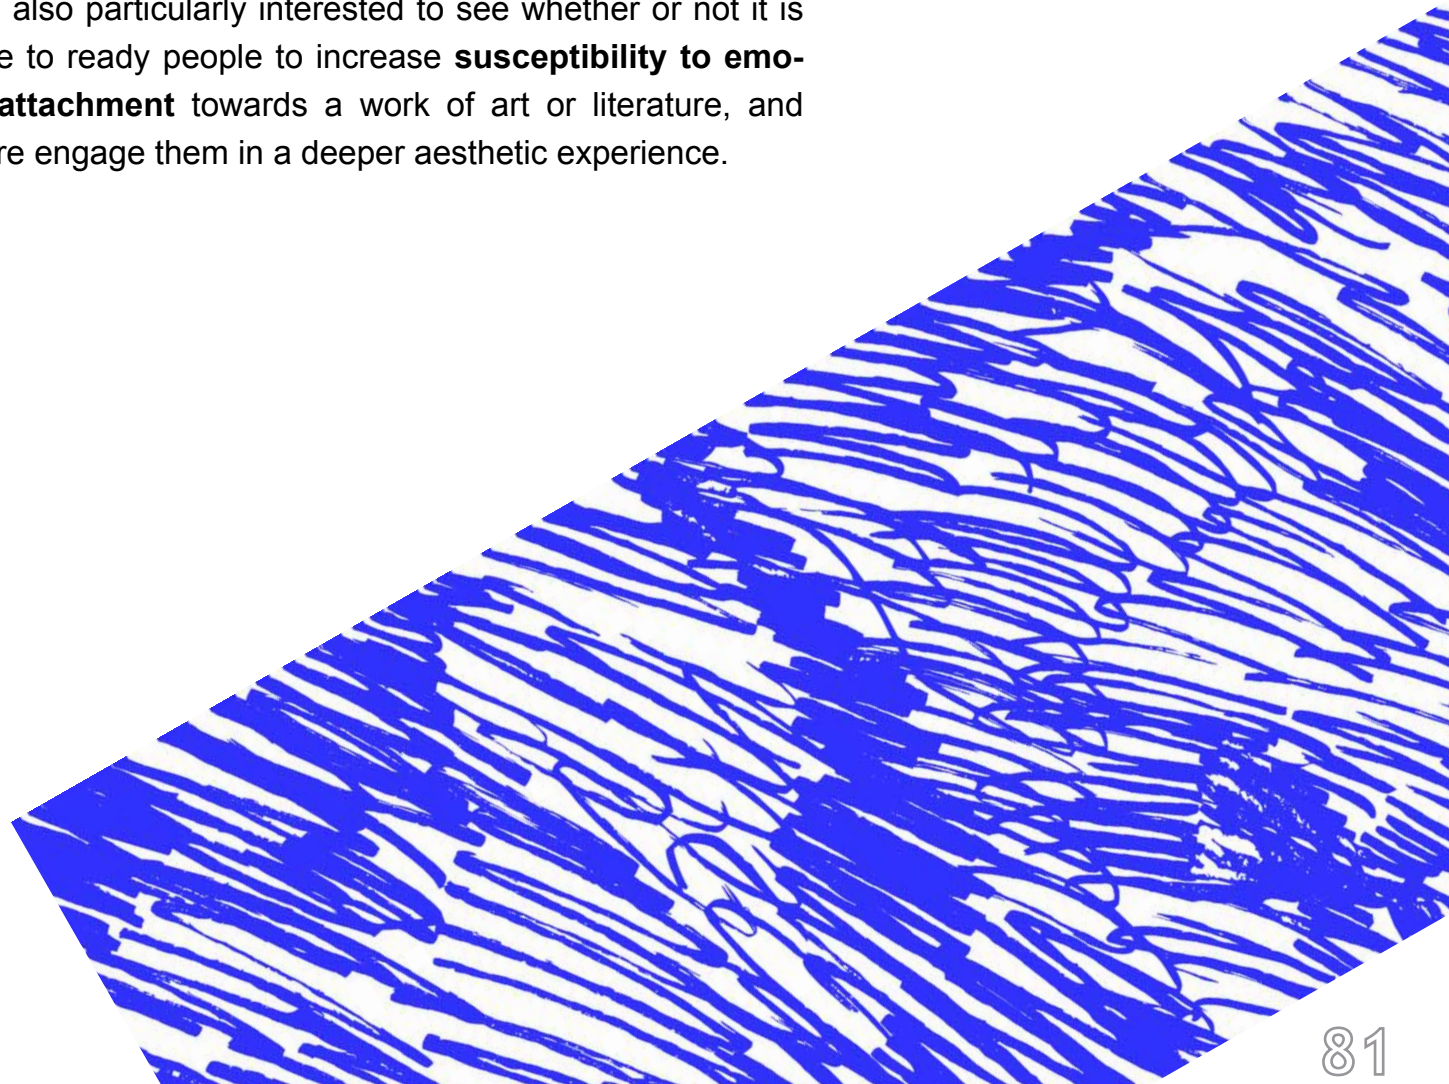 also particularly interested to see whether or not it is
e to ready people to increase susceptibility to emo-
attachment towards a work of art or literature, and
re engage them in a deeper aesthetic experience.
81